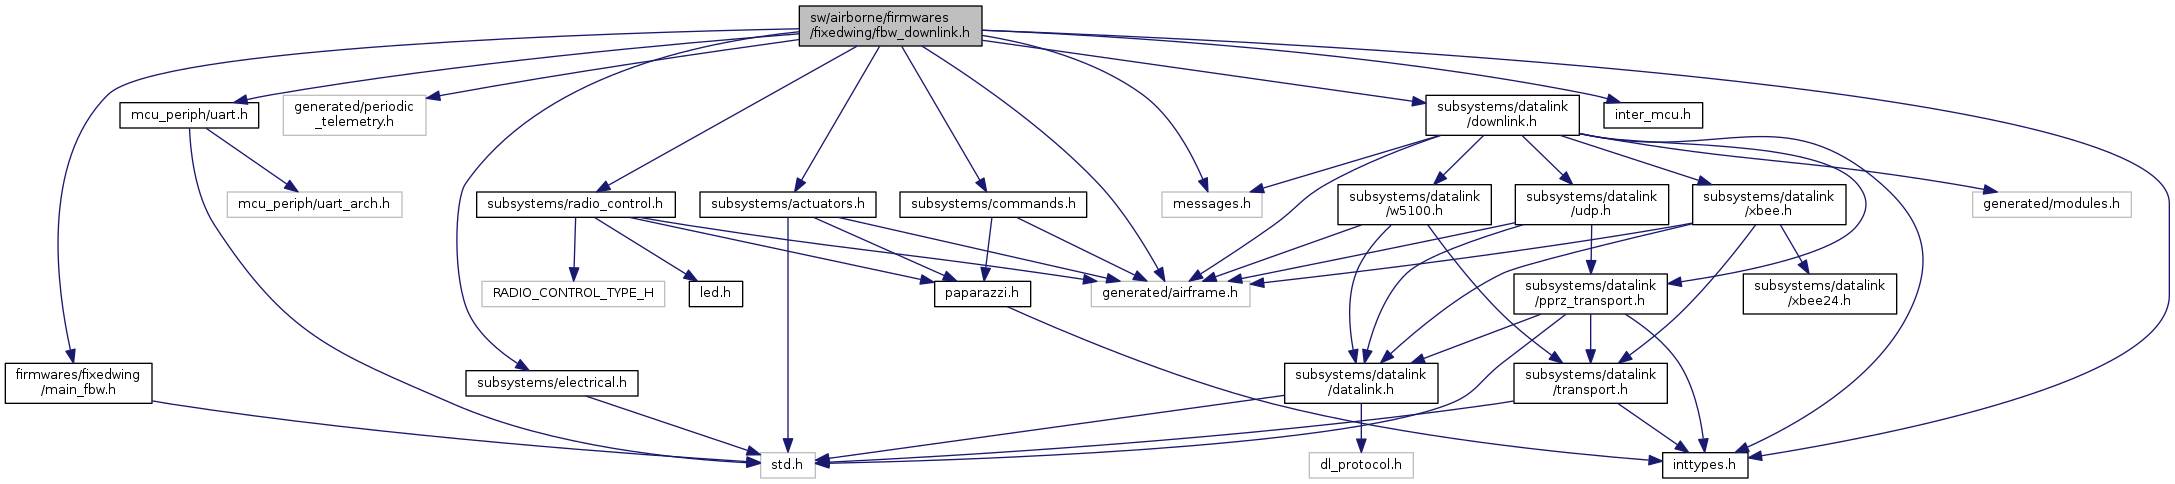 sw/airborne/firmwares
/fixedwing/fbw_downlink.h
mcu_periph/uart.h
generated/periodic
_telemetry.h
subsystems/datalink
/downlink.h
inter_mcu.h
mcu_periph/uart_arch.h
subsystems/radio_control.h
subsystems/actuators.h
subsystems/commands.h
messages.h
subsystems/datalink
/w5100.h
subsystems/datalink
/udp.h
subsystems/datalink
/xbee.h
generated/modules.h
RADIO_CONTROL_TYPE_H
led.h
paparazzi.h
generated/airframe.h
subsystems/datalink
/pprz_transport.h
subsystems/datalink
/xbee24.h
firmwares/fixedwing
/main_fbw.h
subsystems/electrical.h
subsystems/datalink
/datalink.h
subsystems/datalink
/transport.h
std.h
dl_protocol.h
inttypes.h